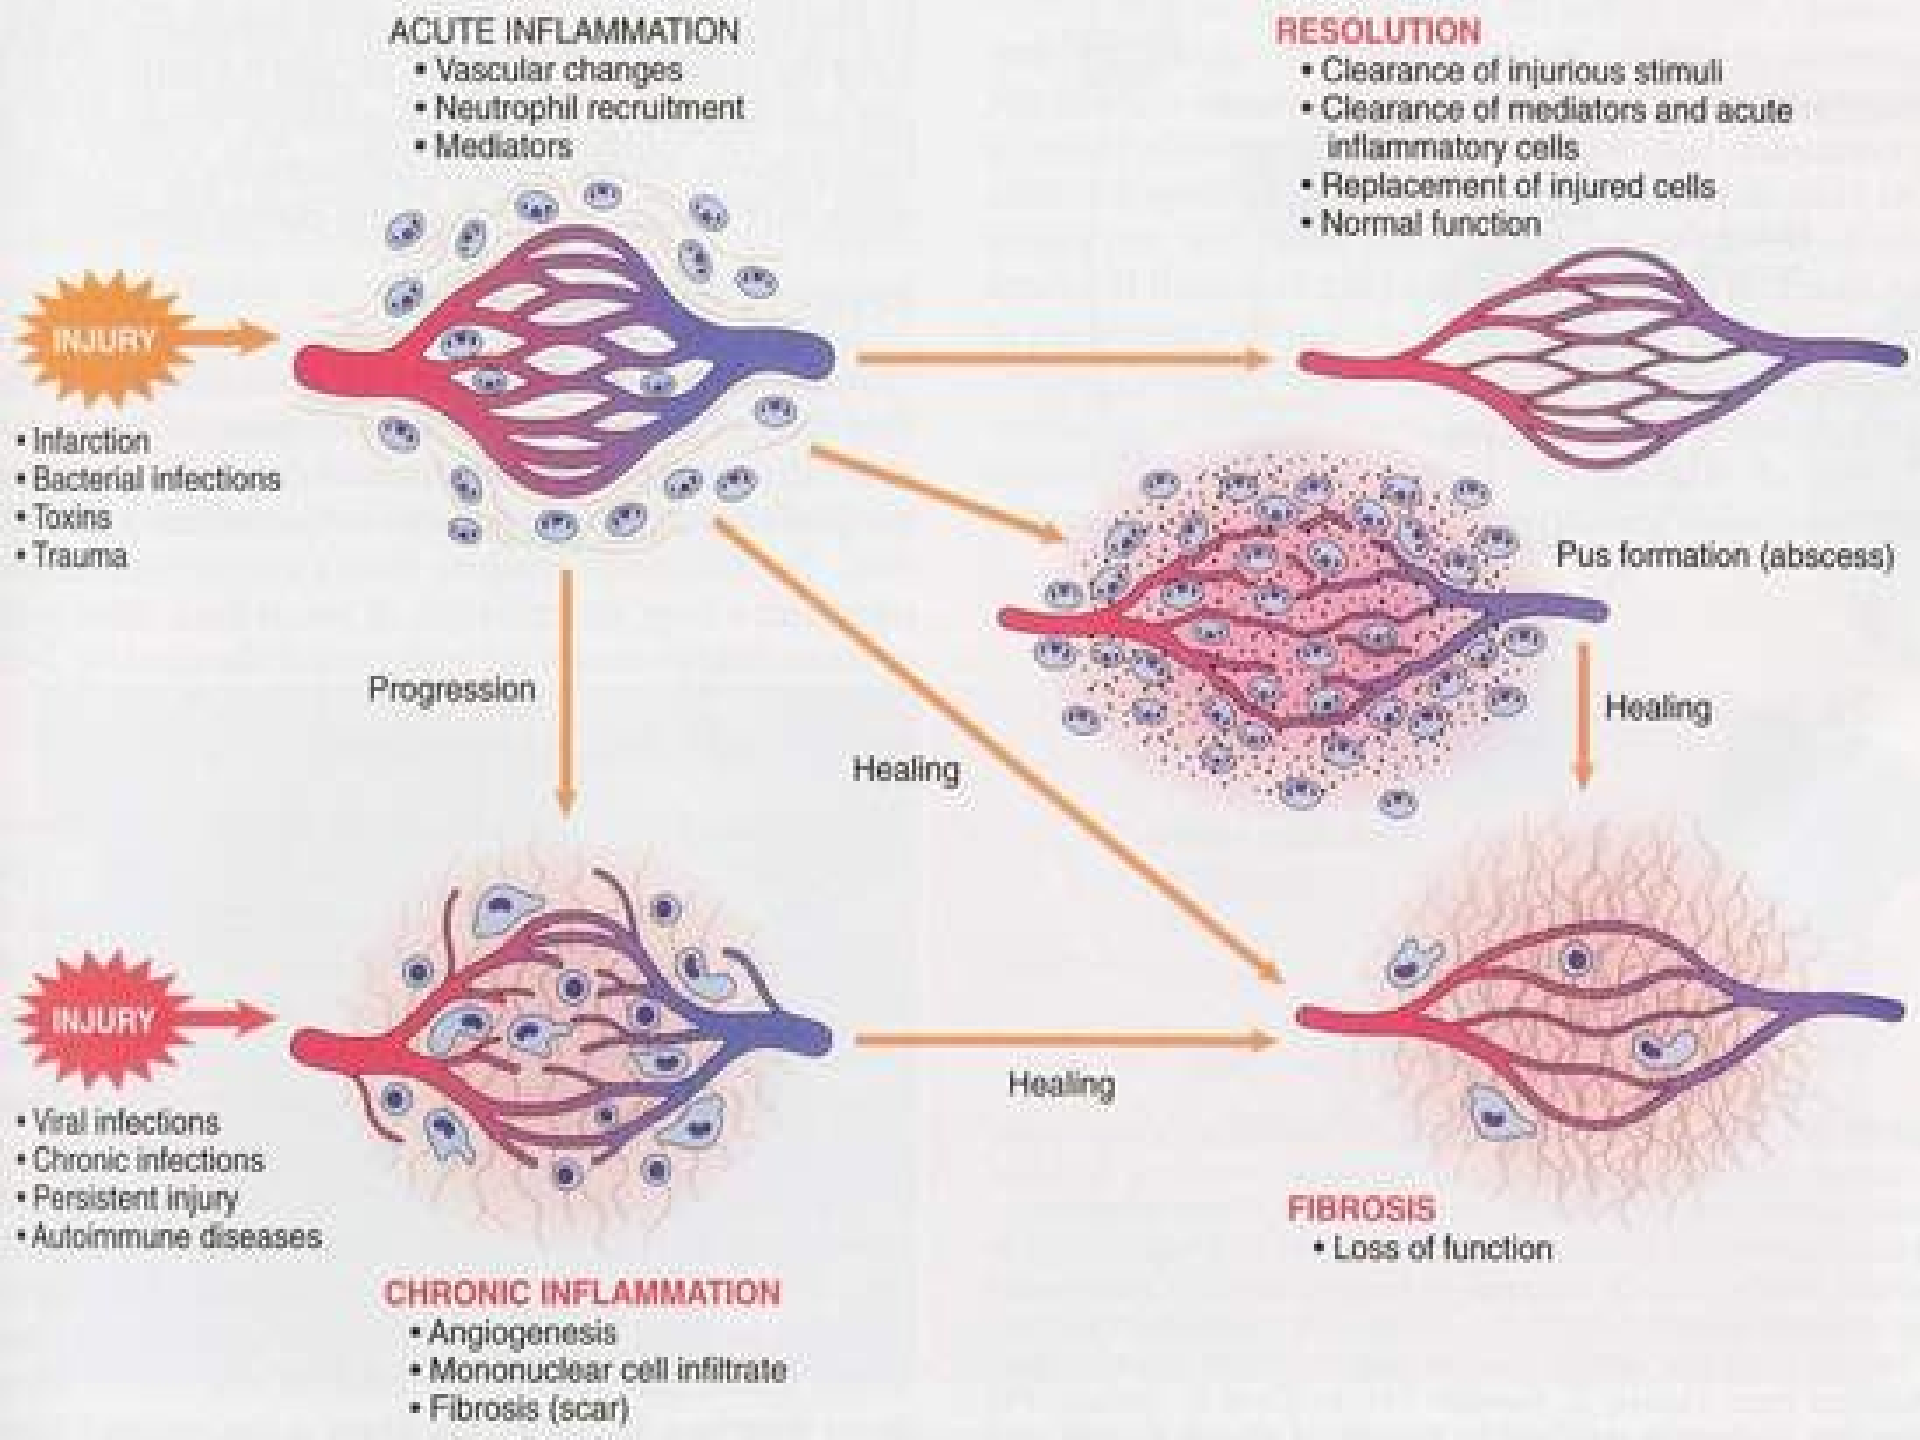 ACUTE INFLAMMATION
• Vascular changes
• Neutrophil recruitment
• Mediators
RESOLUTION
• Clearance of injurious stimuli
• Clearance of mediators and acute
inflammatory cells
• Replacement of injured cells
• Normal function
INJURY
• Infarction
• Bacterial infections
• Toxins
• Trauma
Pus formation (abscess)
Progression
Healing
Healing
INJURY
• Viral infections
• Chronic infections
• Persistent injury
• Autoimmune diseases
Healing
FIBROSIS
• Loss of function
CHRONIC INFLAMMATION
• Angiogenesis
• Mononuclear cell infiltrate
• Fibrosis (scar)